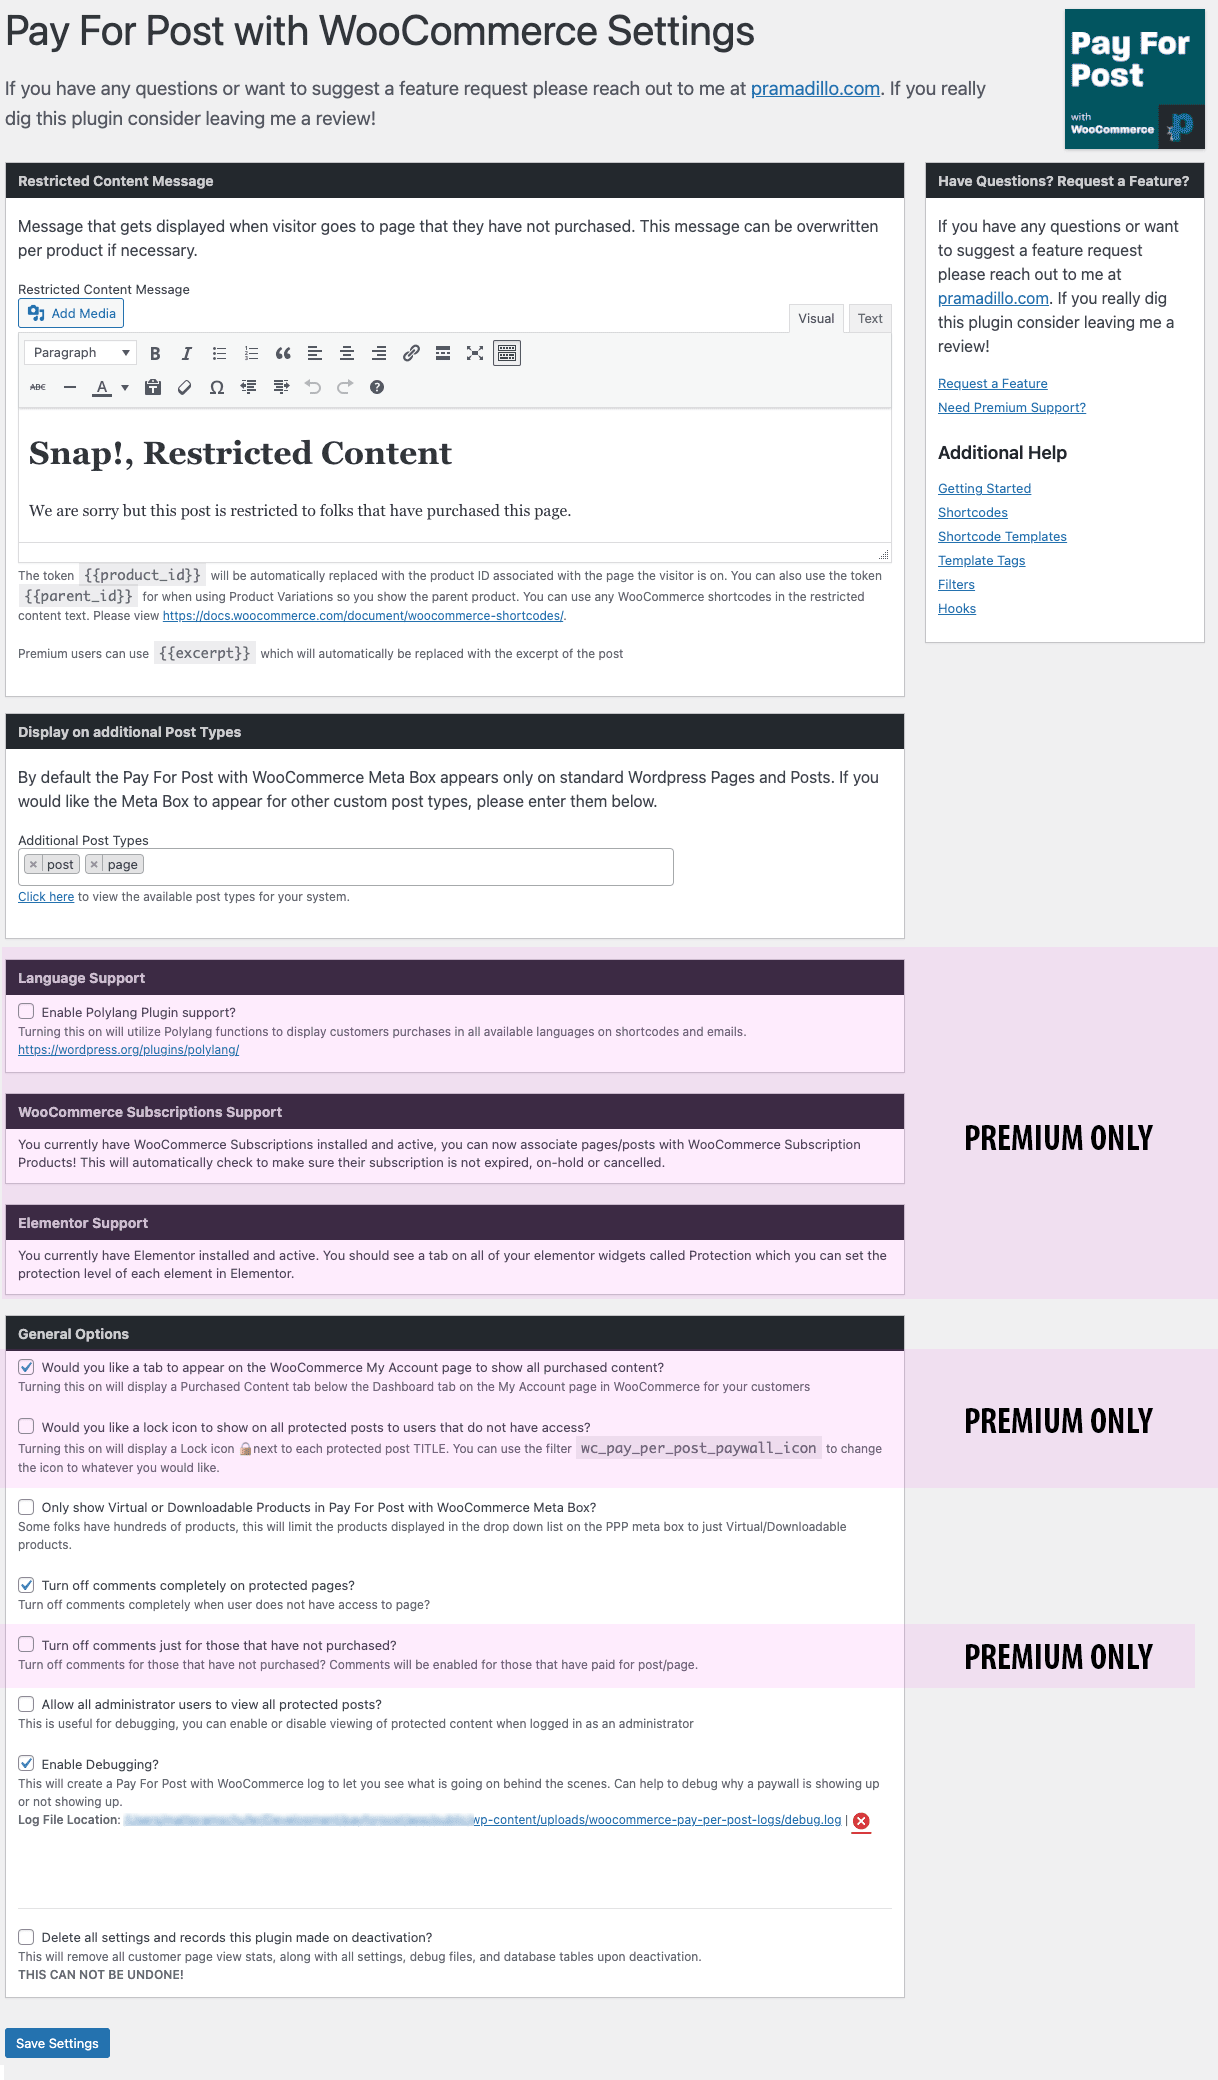 Pay For Post with WooCommerce Settings
If you have any questions or want to suggest a feature request please reach out to me at pramadillo.com. If you really
dig this plugin consider leaving me a review!
Pay For
Post
with
WooCommerce
Restricted Content Message
Message that gets displayed when visitor goes to page that they have not purchased. This message can be overwritten
per product if necessary.
Restricted Content Message
Add Media
Visual
Text
Paragraph
B
I
ABC
A
Snap!, Restricted Content
We are sorry but this post is restricted to folks that have purchased this page.
The token {{product_id}} will be automatically replaced with the product ID associated with the page the visitor is on. You can also use the token
{{parent_id}} for when using Product Variations so you show the parent product. You can use any WooCommerce shortcodes in the restricted
content text. Please view https://docs.woocommerce.com/document/woocommerce-shortcodes/.
Premium users can use {{excerpt}} which will automatically be replaced with the excerpt of the post
Have Questions? Request a Feature?
If you have any questions or want
to suggest a feature request
please reach out to me at
pramadillo.com. If you really dig
this plugin consider leaving me a
review!
Request a Feature
Need Premium Support?
Additional Help
Getting Started
Shortcodes
Shortcode Templates
Template Tags
Filters
Hooks
Display on additional Post Types
By default the Pay For Post with WooCommerce Meta Box appears only on standard Wordpress Pages and Posts. If you
would like the Meta Box to appear for other custom post types, please enter them below.
Additional Post Types
× post × page
Click here to view the available post types for your system.
Language Support
Enable Polylang Plugin support?
Turning this on will utilize Polylang functions to display customers purchases in all available languages on shortcodes and emails.
https://wordpress.org/plugins/polylang/
WooCommerce Subscriptions Support
You currently have WooCommerce Subscriptions installed and active, you can now associate pages/posts with WooCommerce Subscription
Products! This will automatically check to make sure their subscription is not expired, on-hold or cancelled.
PREMIUM ONLY
Elementor Support
You currently have Elementor installed and active. You should see a tab on all of your elementor widgets called Protection which you can set the
protection level of each element in Elementor.
General Options
Would you like a tab to appear on the WooCommerce My Account page to show all purchased content?
Turning this on will display a Purchased Content tab below the Dashboard tab on the My Account page in WooCommerce for your customers
PREMIUM ONLY
Would you like a lock icon to show on all protected posts to users that do not have access?
Turning this on will display a Lock icon 🔒next to each protected post TITLE. You can use the filter wc_pay_per_post_paywall_icon to change
the icon to whatever you would like.
Only show Virtual or Downloadable Products in Pay For Post with WooCommerce Meta Box?
Some folks have hundreds of products, this will limit the products displayed in the drop down list on the PPP meta box to just Virtual/Downloadable
products.
Turn off comments completely on protected pages?
Turn off comments completely when user does not have access to page?
Turn off comments just for those that have not purchased?
Turn off comments for those that have not purchased? Comments will be enabled for those that have paid for post/page.
PREMIUM ONLY
Allow all administrator users to view all protected posts?
This is useful for debugging, you can enable or disable viewing of protected content when logged in as an administrator
Enable Debugging?
This will create a Pay For Post with WooCommerce log to let you see what is going on behind the scenes. Can help to debug why a paywall is showing up
or not showing up.
Log File Location: wp-content/uploads/woocommerce-pay-per-post-logs/debug.log |
Delete all settings and records this plugin made on deactivation?
This will remove all customer page view stats, along with all settings, debug files, and database tables upon deactivation.
THIS CAN NOT BE UNDONE!
Save Settings